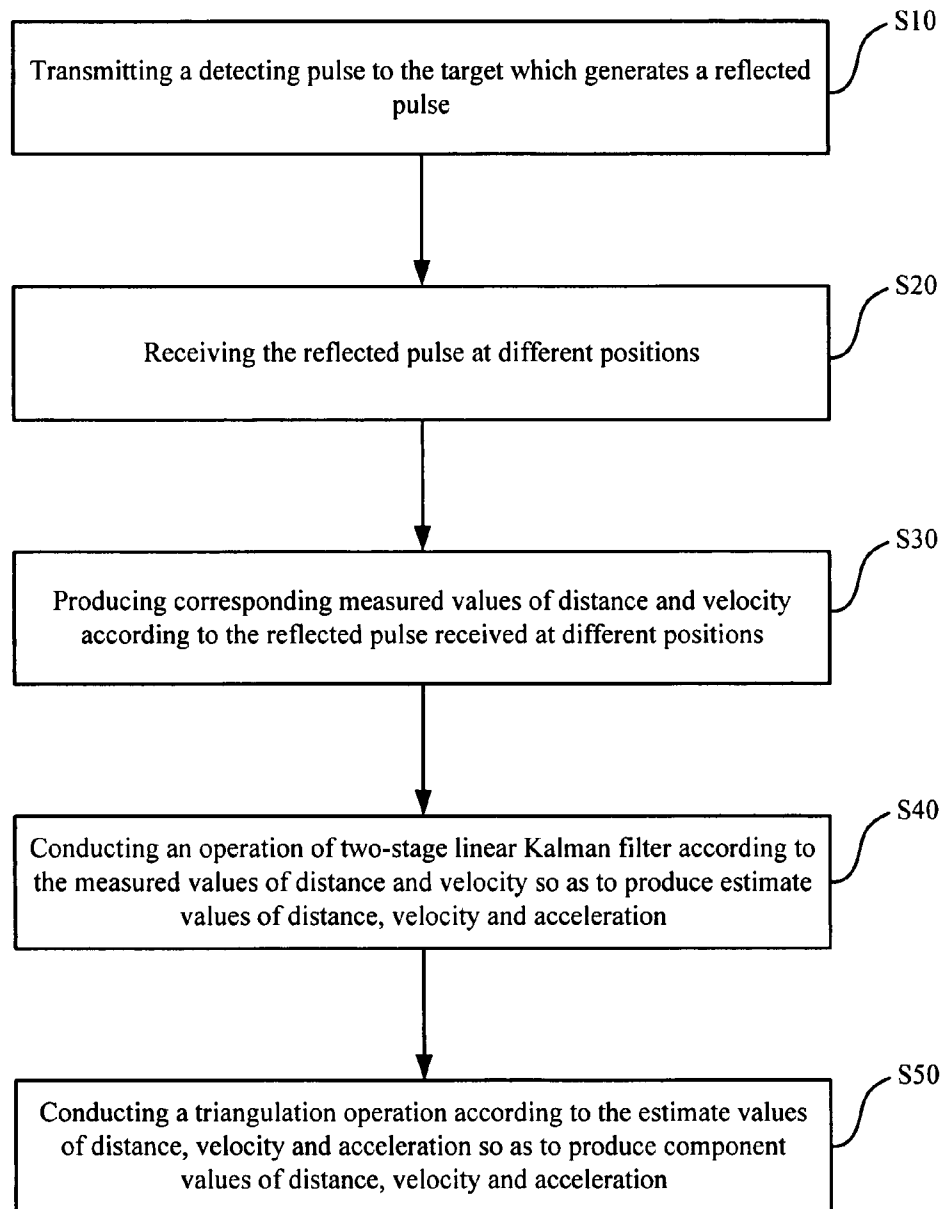 S10
Transmitting a detecting pulse to the target which generates a reflected
pulse
S20
Receiving the reflected pulse at different positions
S30
Producing corresponding measured values of distance and velocity
according to the reflected pulse received at different positions
S40
Conducting an operation of two-stage linear Kalman filter according to
the measured values of distance and velocity so as to produce estimate
values of distance, velocity and acceleration
S50
Conducting a triangulation operation according to the estimate values
of distance, velocity and acceleration so as to produce component
values of distance, velocity and acceleration